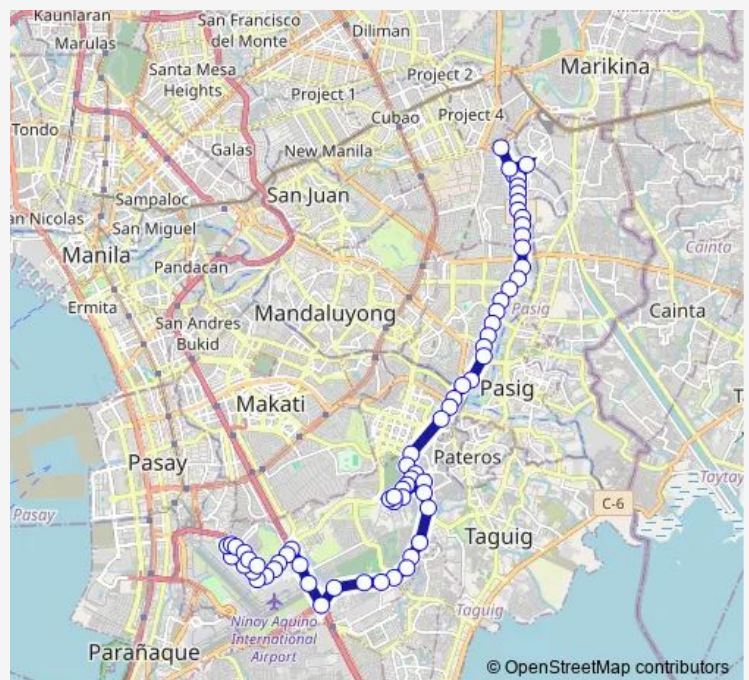 Kaunlaran
San Francisco
del Monte
Diliman
Marulas
Santa Mesa
Heights
Project 2
Marikina
Project 1
Cubao
Project 4
Tondo
Galas
New Manila
Sampaloc
San Juan
an Nicolas
San Miguel
Manila
Pandacan
Cainta
Ermita
San Andres
Bukid
Mandaluyong
Pasig
Cainta
Makati
Pasig
T
Pasay
Pateros
Taytay
Pasay
C-6
Taguig
Taguig
Ninoy Aquino
International
Airport
Parañaque
© OpenStreetMap contributors